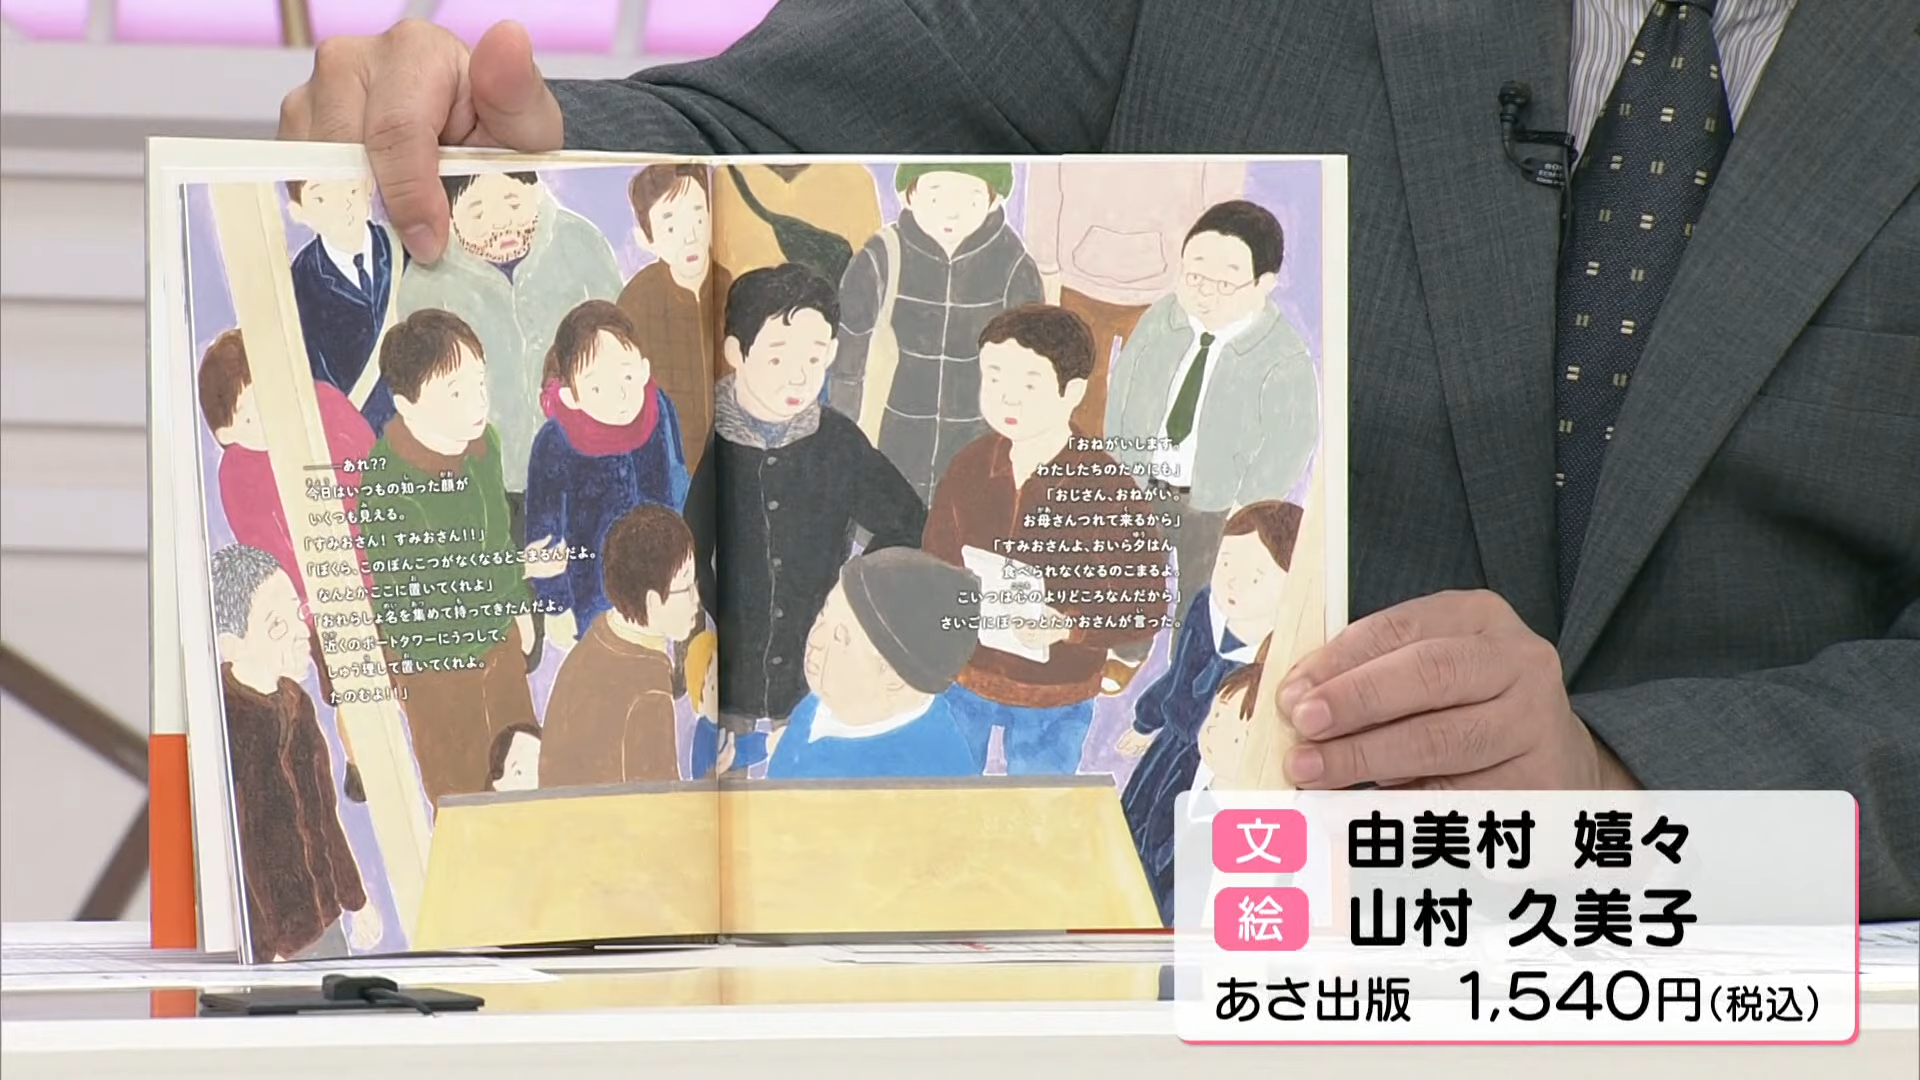 ――あれ??
今日はいつもの知った顔が
いくつも見える。
「すみおさん! すみおさん!!」
「ぼくら、このぽんこつがなくなるとこまるんだよ。
なんとかここに置いてくれよ」
「おれらしょ名を集めて持ってきたんだよ。
近くのポートタワーにうつして、
しゅう理して置いてくれよ。
たのむよ!!」
「おねがいします。
わたしたちのためにも」
「おじさん、おねがい。
お母さんつれて来るから」
「すみおさんよ、おいら夕はん
食べられなくなるのこまるよ。
こいつは心のよりどころなんだから」
さいごにぽつっとたかおさんが言った。
文 由美村 嬉々
絵 山村 久美子
あさ出版 1,540円(税込)